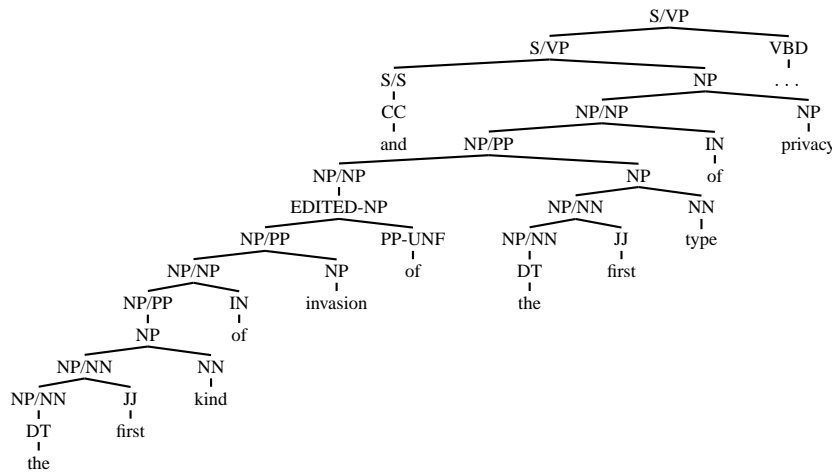 S/VP
S/VP VBD
S/S NP . . .
CC NP/NP NP
and NP/PP IN privacy
NP/NP NP of
EDITED-NP NP/NN NN
NP/PP PP-UNF NP/NN JJ type
NP/NP NP of DT first
NP/PP IN invasion the
NP of
NP/NN NN
NP/NN JJ kind
DT first
the